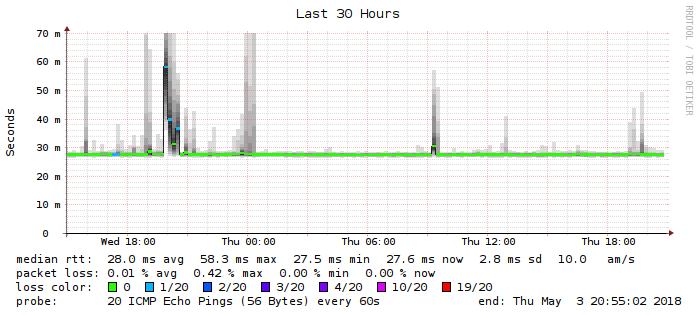 Last 30 Hours
RRDTOOL / TOBI OETIKER
Seconds
70 m
60 m
50 m
40 m
30 m
20 m
10 m
0
Wed 18:00 Thu 00:00 Thu 06:00 Thu 12:00 Thu 18:00
median rtt: 28.0 ms avg 58.3 ms max 27.5 ms min 27.6 ms now 2.8 ms sd 10.0 am/s
packet loss: 0.01 % avg 0.42 % max 0.00 % min 0.00 % now
loss color: 0 1/20 2/20 3/20 4/20 10/20 19/20
probe: 20 ICMP Echo Pings (56 Bytes) every 60s end: Thu May 3 20:55:02 2018